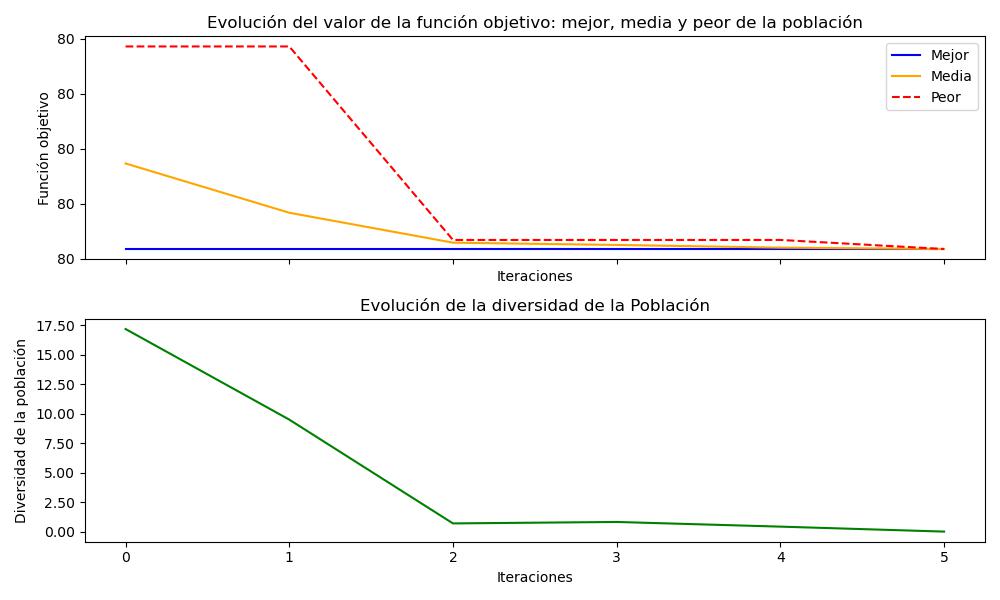 Evolución del valor de la función objetivo: mejor, media y peor de la población
80
80
80
80
80
Función objetivo
Mejor
Media
Peor
Iteraciones
Evolución de la diversidad de la Población
17.50
15.00
12.50
10.00
7.50
5.00
2.50
0.00
Diversidad de la población
0 1 2 3 4 5
Iteraciones